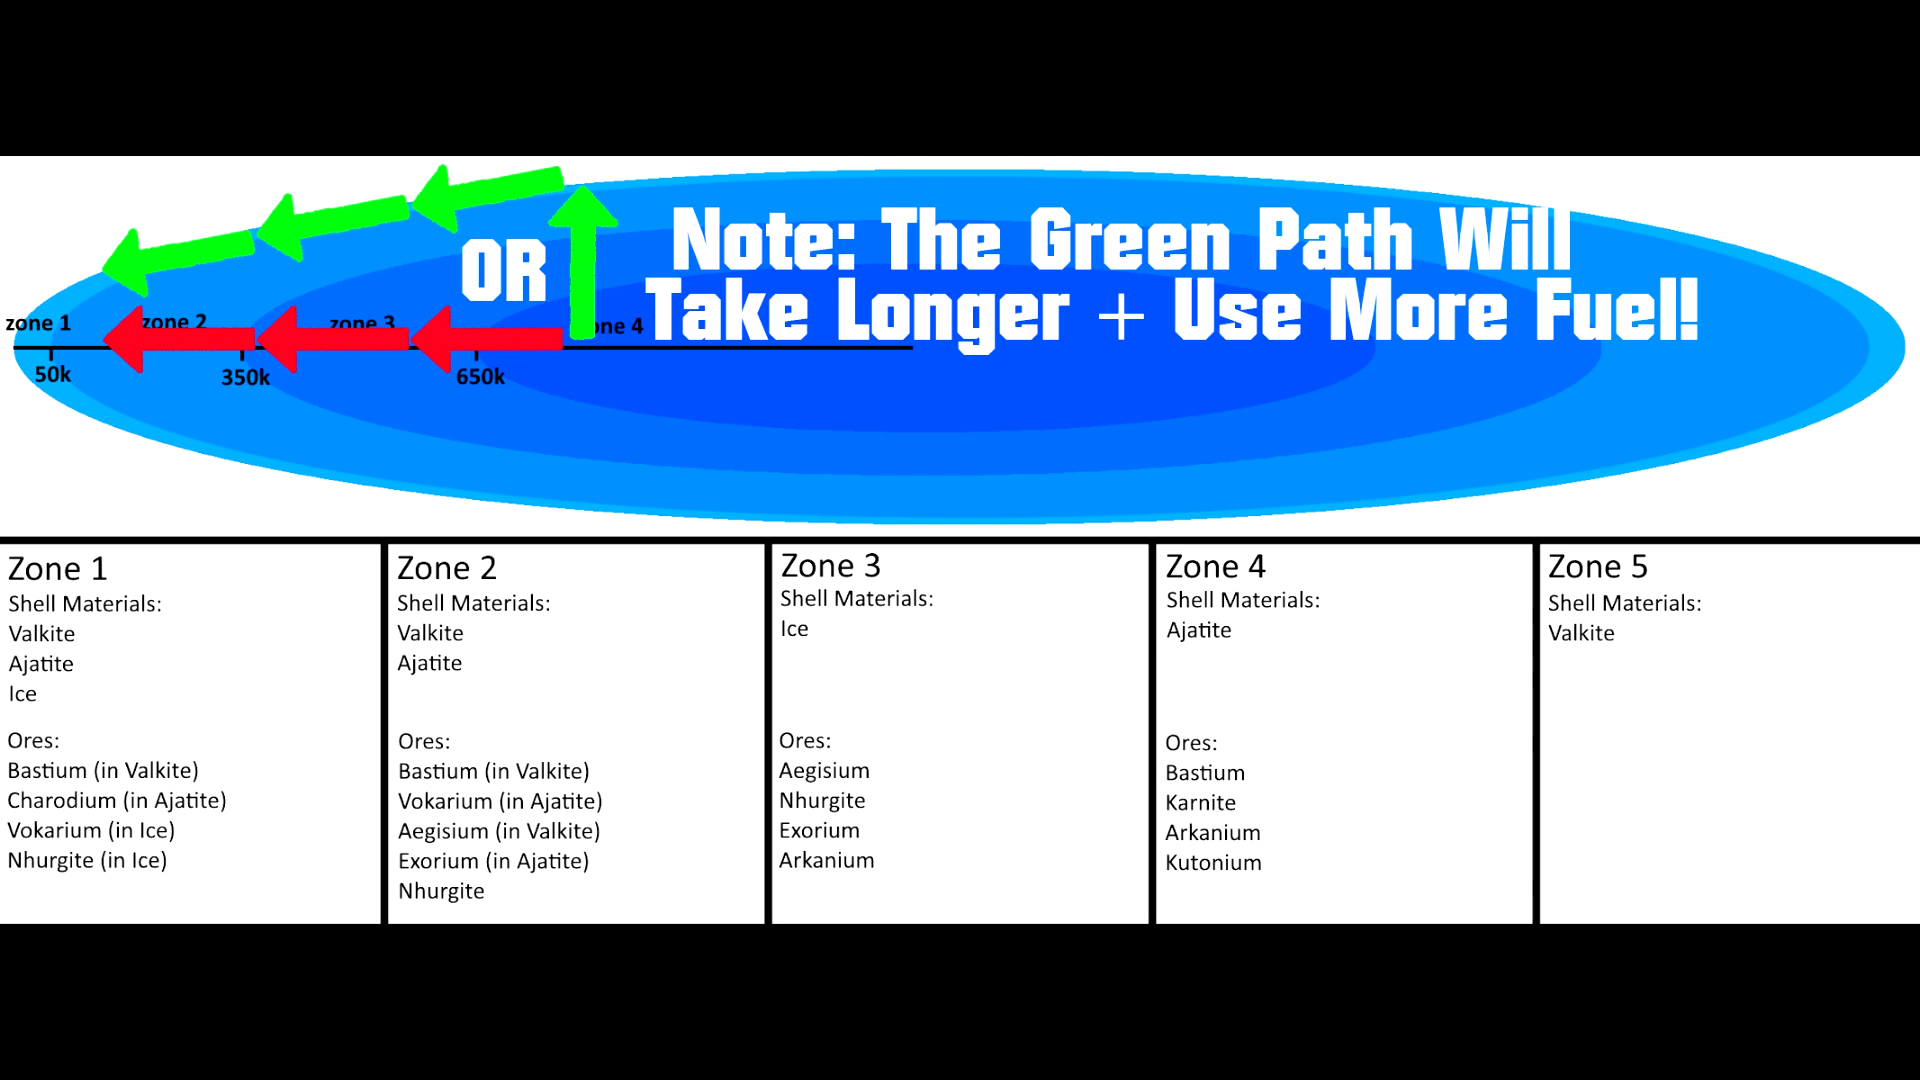 Note: The Green Path Will
OR
Take Longer + Use More Fuel!
zone 1
zone 2
zone 3
one 4
50k
350k
650k
Zone 1
Shell Materials:
Valkite
Ajatite
Ice
Ores:
Bastium (in Valkite)
Charodium (in Ajatite)
Vokarium (in Ice)
Nhurgite (in Ice)
Zone 2
Shell Materials:
Valkite
Ajatite
Ores:
Bastium (in Valkite)
Vokarium (in Ajatite)
Aegisium (in Valkite)
Exorium (in Ajatite)
Nhurgite
Zone 3
Shell Materials:
Ice
Ores:
Aegisium
Nhurgite
Exorium
Arkanium
Zone 4
Shell Materials:
Ajatite
Ores:
Bastium
Karnite
Arkanium
Kutonium
Zone 5
Shell Materials:
Valkite